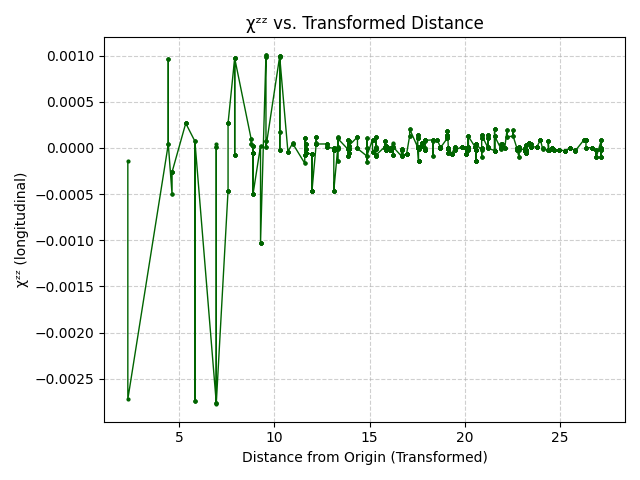 χᶻᶻ vs. Transformed Distance
0.0010
0.0005
0.0000
−0.0005
−0.0010
−0.0015
−0.0020
−0.0025
χᶻᶻ (longitudinal)
5 10 15 20 25
Distance from Origin (Transformed)